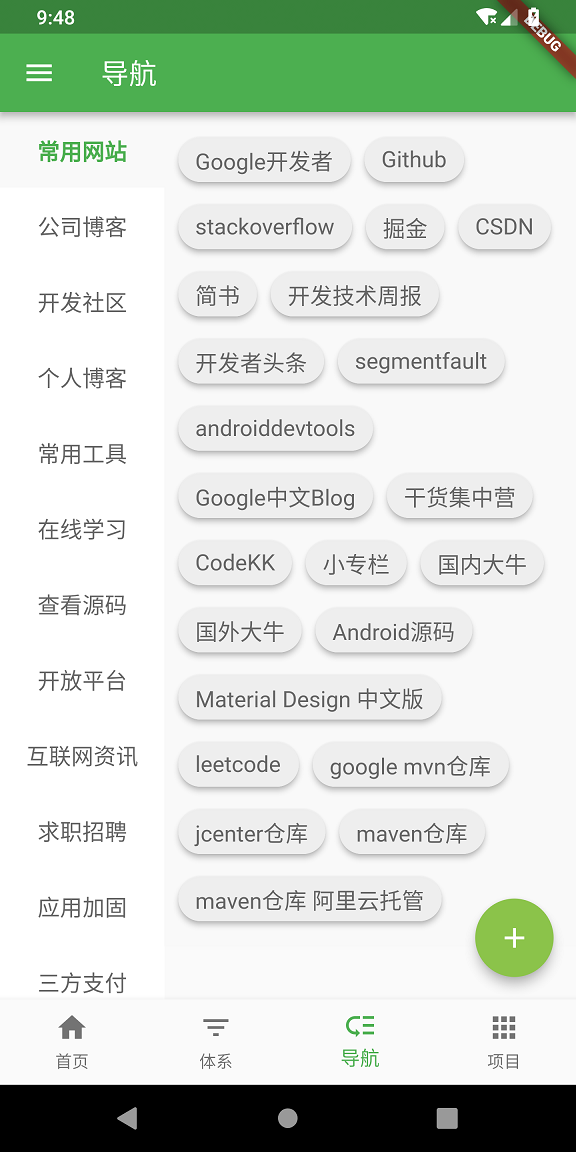 9:48
DEBUG
导航
常用网站
公司博客
开发社区
个人博客
常用工具
在线学习
查看源码
开放平台
互联网资讯
求职招聘
应用加固
三方支付
Google开发者 Github
stackoverflow 掘金 CSDN
简书 开发技术周报
开发者头条 segmentfault
androiddevtools
Google中文Blog 干货集中营
CodeKK 小专栏 国内大牛
国外大牛 Android源码
Material Design 中文版
leetcode google mvn仓库
jcenter仓库 maven仓库
maven仓库 阿里云托管
首页 体系 导航 项目